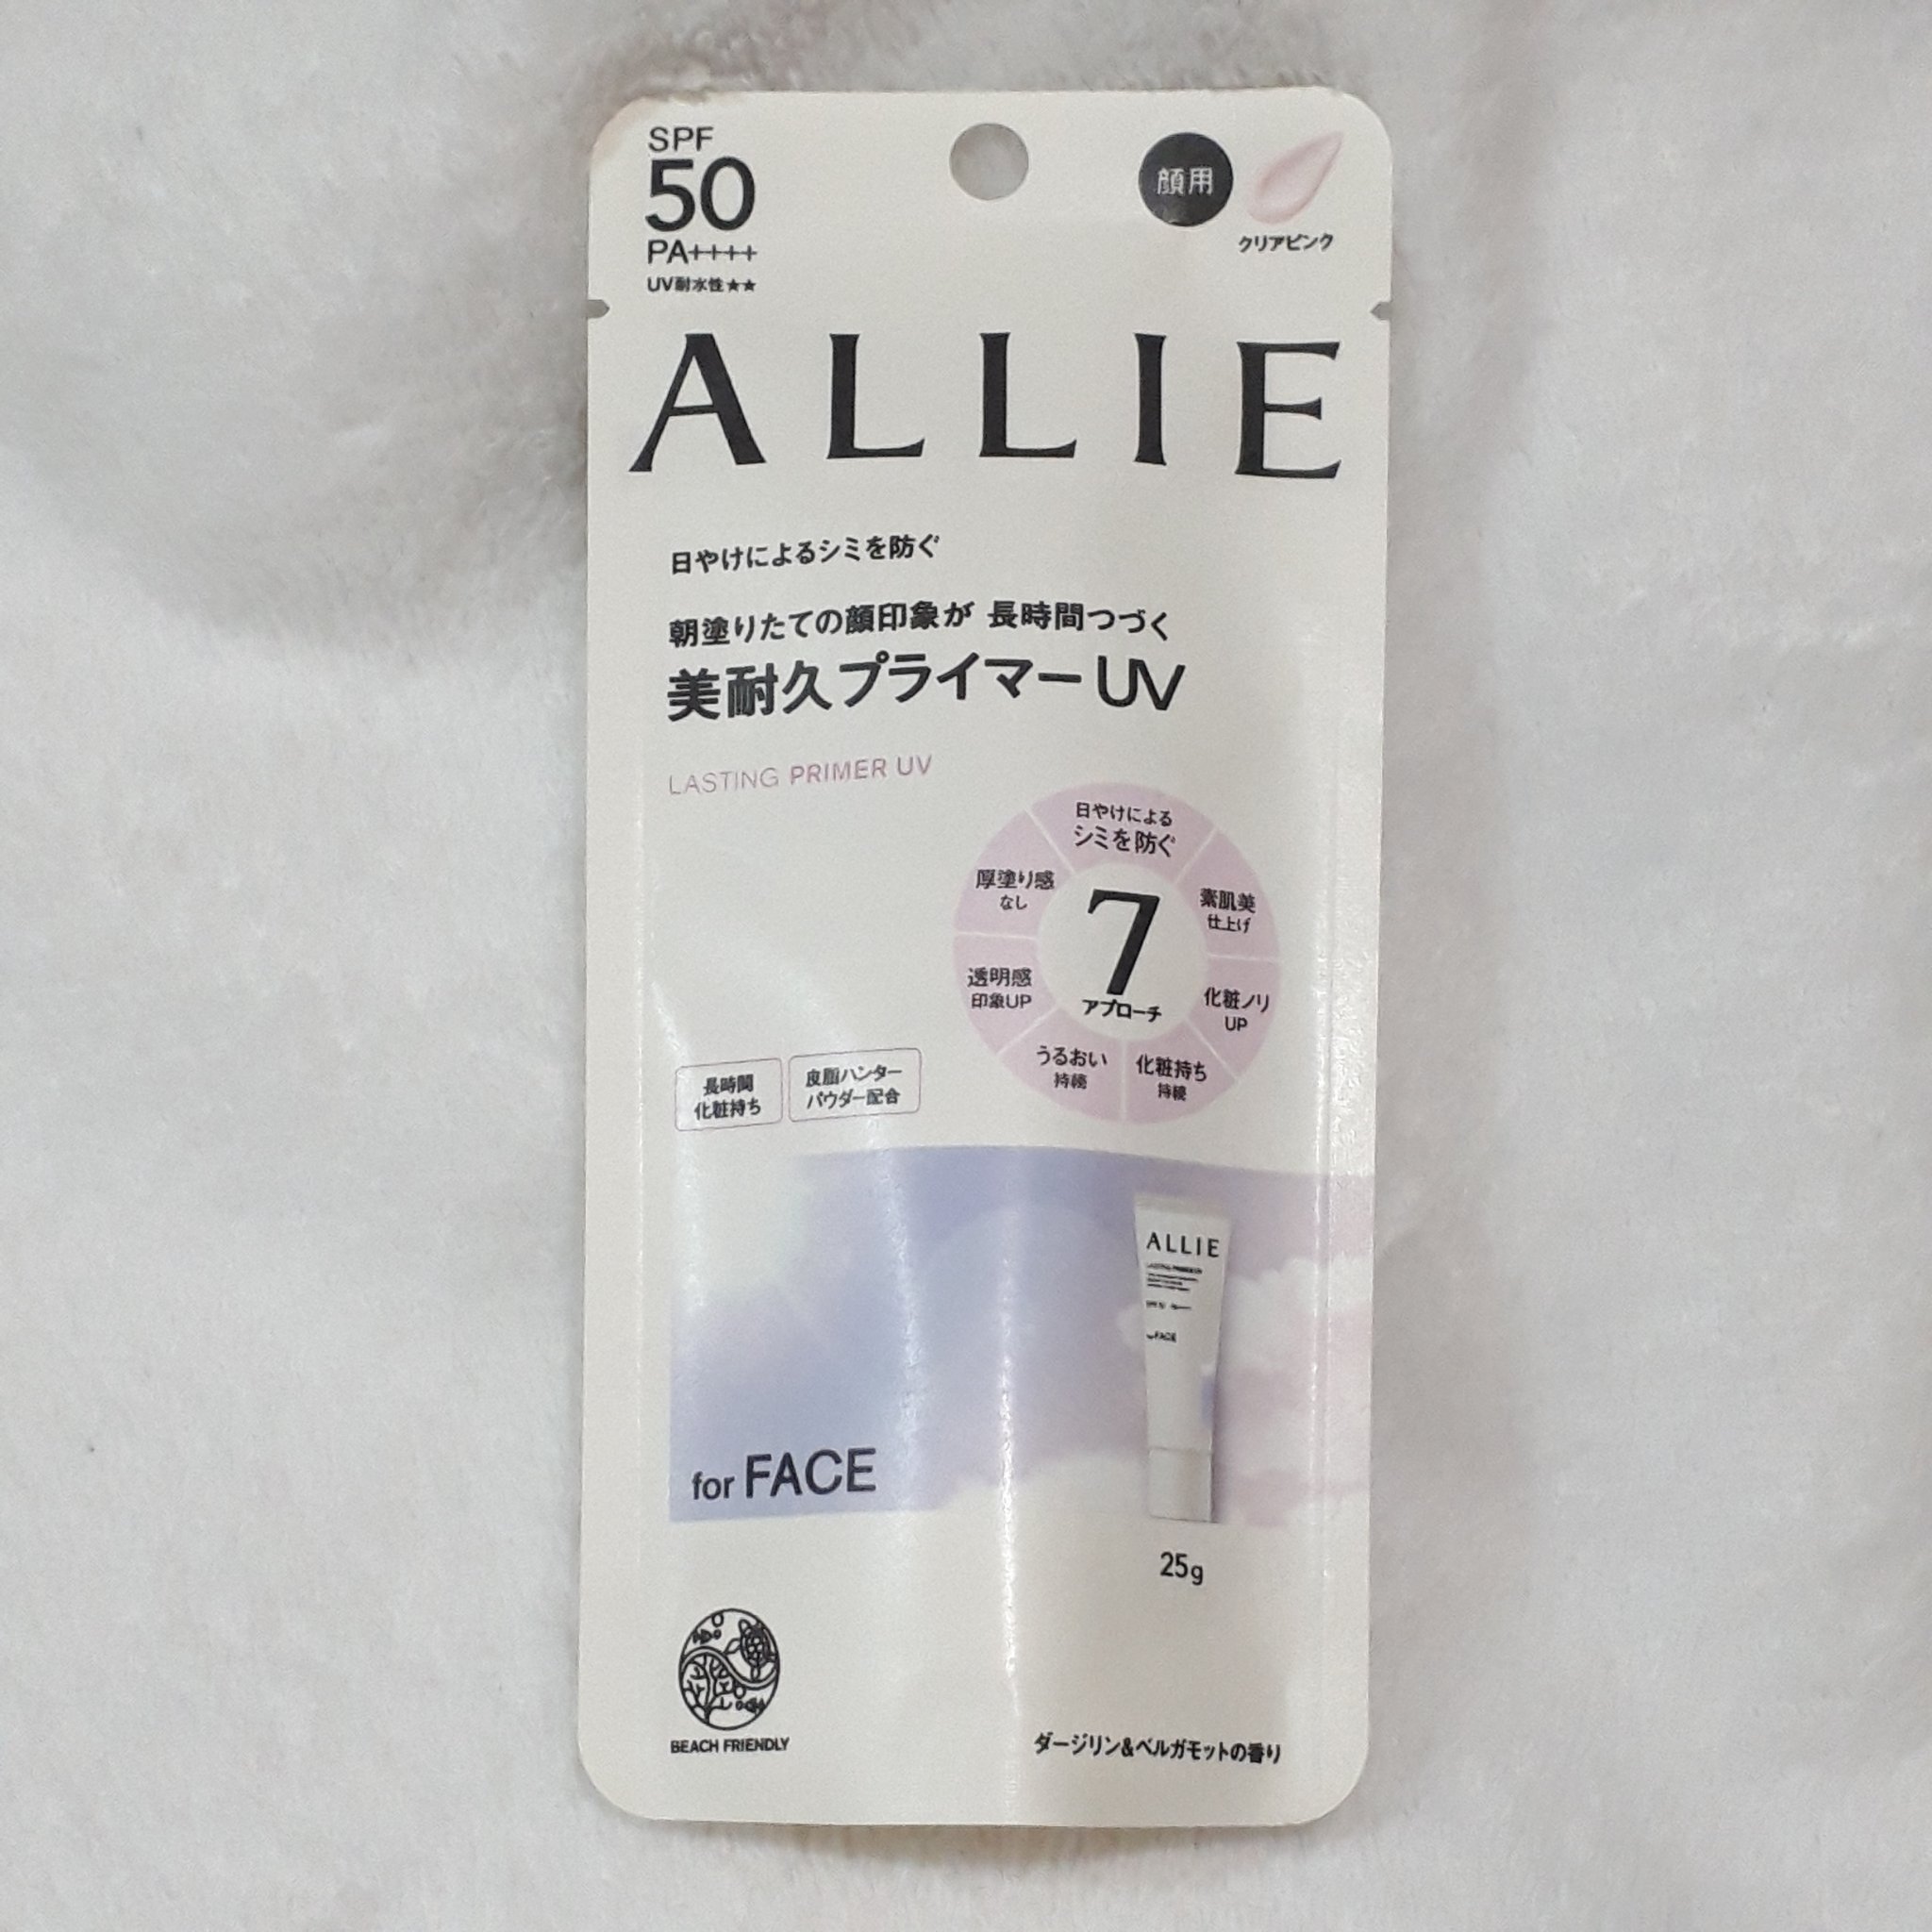 SPF
50
PA++++
UV耐水性★★
顔用
クリアピンク
ALLIE
日やけによるシミを防ぐ
朝塗りたての顔印象が 長時間つづく
美耐久プライマーUV
LASTING PRIMER UV
日やけによる
シミを防ぐ
素肌美
仕上げ
化粧ノリ
UP
化粧持ち
持続
うるおい
持続
透明感
印象UP
厚塗り感
なし
7
アプローチ
長時間
化粧持ち
皮脂ハンター
パウダー配合
ALLIE
LASTING PRIMER UV
FACE
for FACE
25g
BEACH FRIENDLY
ダージリン&ベルガモットの香り